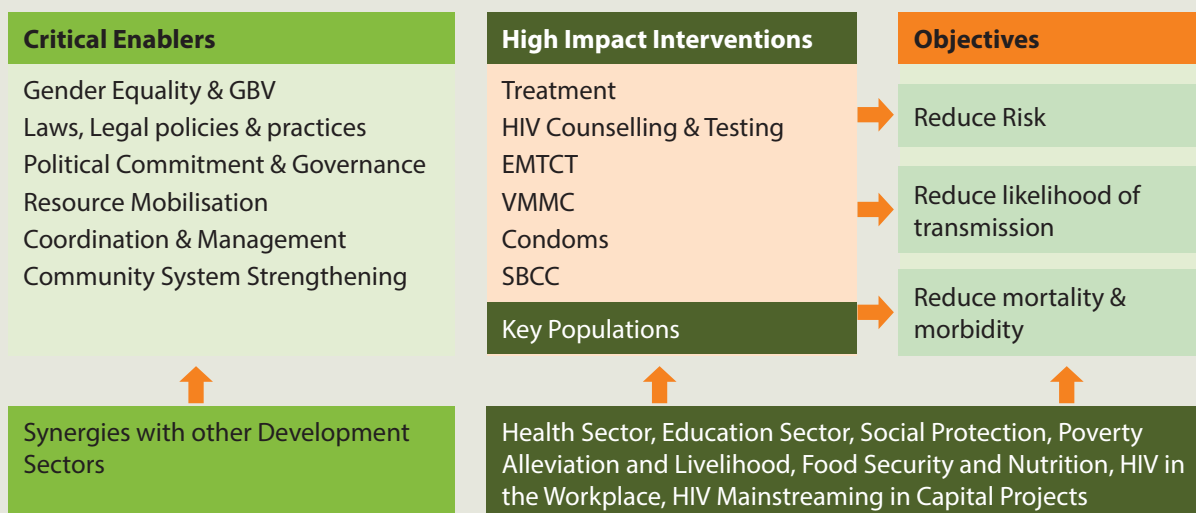 Critical Enablers
Gender Equality & GBV
Laws, Legal policies & practices
Political Commitment & Governance
Resource Mobilisation
Coordination & Management
Community System Strengthening
High Impact Interventions
Treatment
HIV Counselling & Testing
EMTCT
VMMC
Condoms
SBCC
Key Populations
Objectives
Reduce Risk
Reduce likelihood of
transmission
Reduce mortality &
morbidity
Synergies with other Development
Sectors
Health Sector, Education Sector, Social Protection, Poverty
Alleviation and Livelihood, Food Security and Nutrition, HIV in
the Workplace, HIV Mainstreaming in Capital Projects